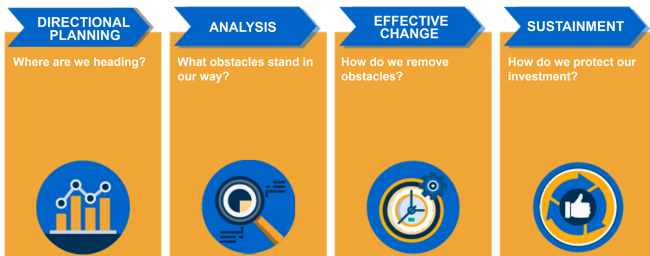 DIRECTIONAL
PLANNING
Where are we heading?
ANALYSIS
What obstacles stand in
our way?
EFFECTIVE
CHANGE
How do we remove
obstacles?
SUSTAINMENT
How do we protect our
investment?